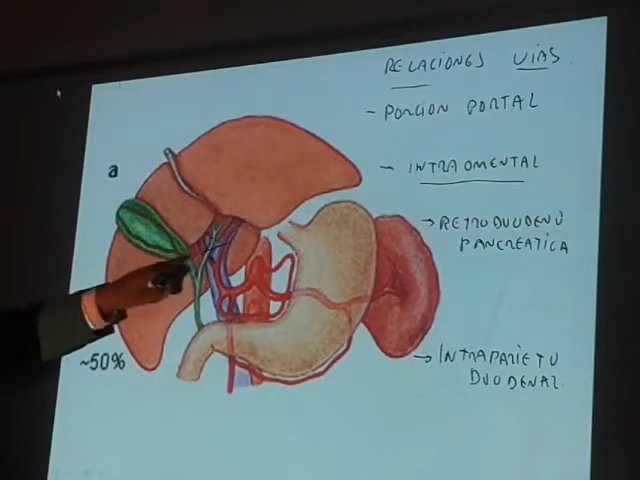 RELACIONES VIAS.
- PORCION PORTAL
a
- INTRAOMENTAL
→ RETRODUODENO
PANCREATICA
→ INTRAPARIETO
DUODENAL.
~50%